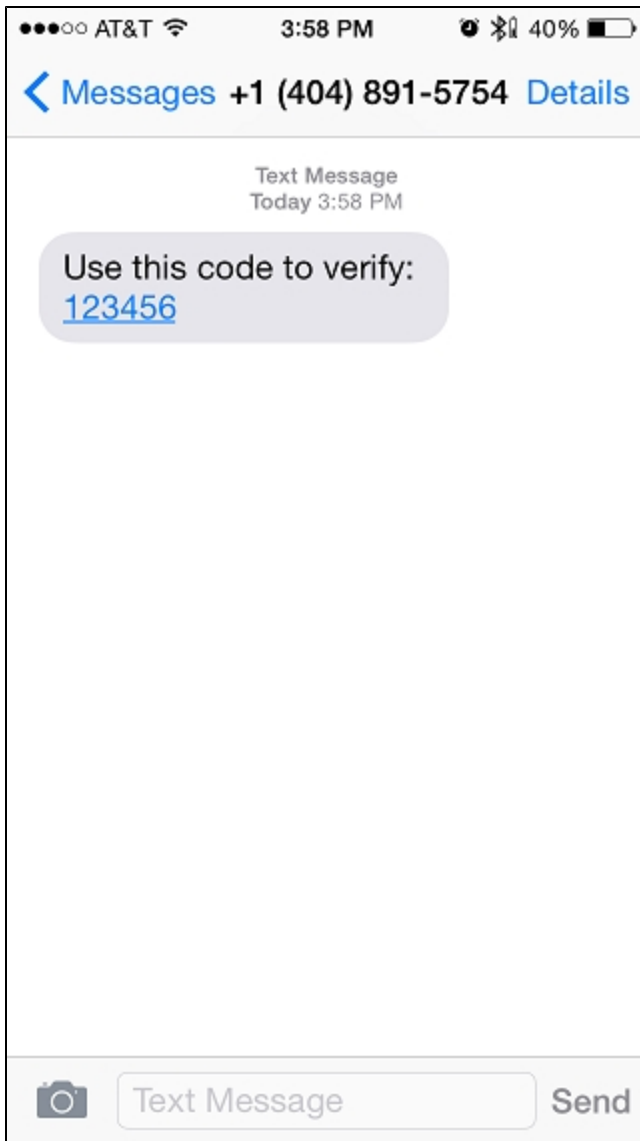 AT&T 3:58 PM 40%
Messages +1 (404) 891-5754 Details
Text Message
Today 3:58 PM
Use this code to verify:
123456
Text Message Send